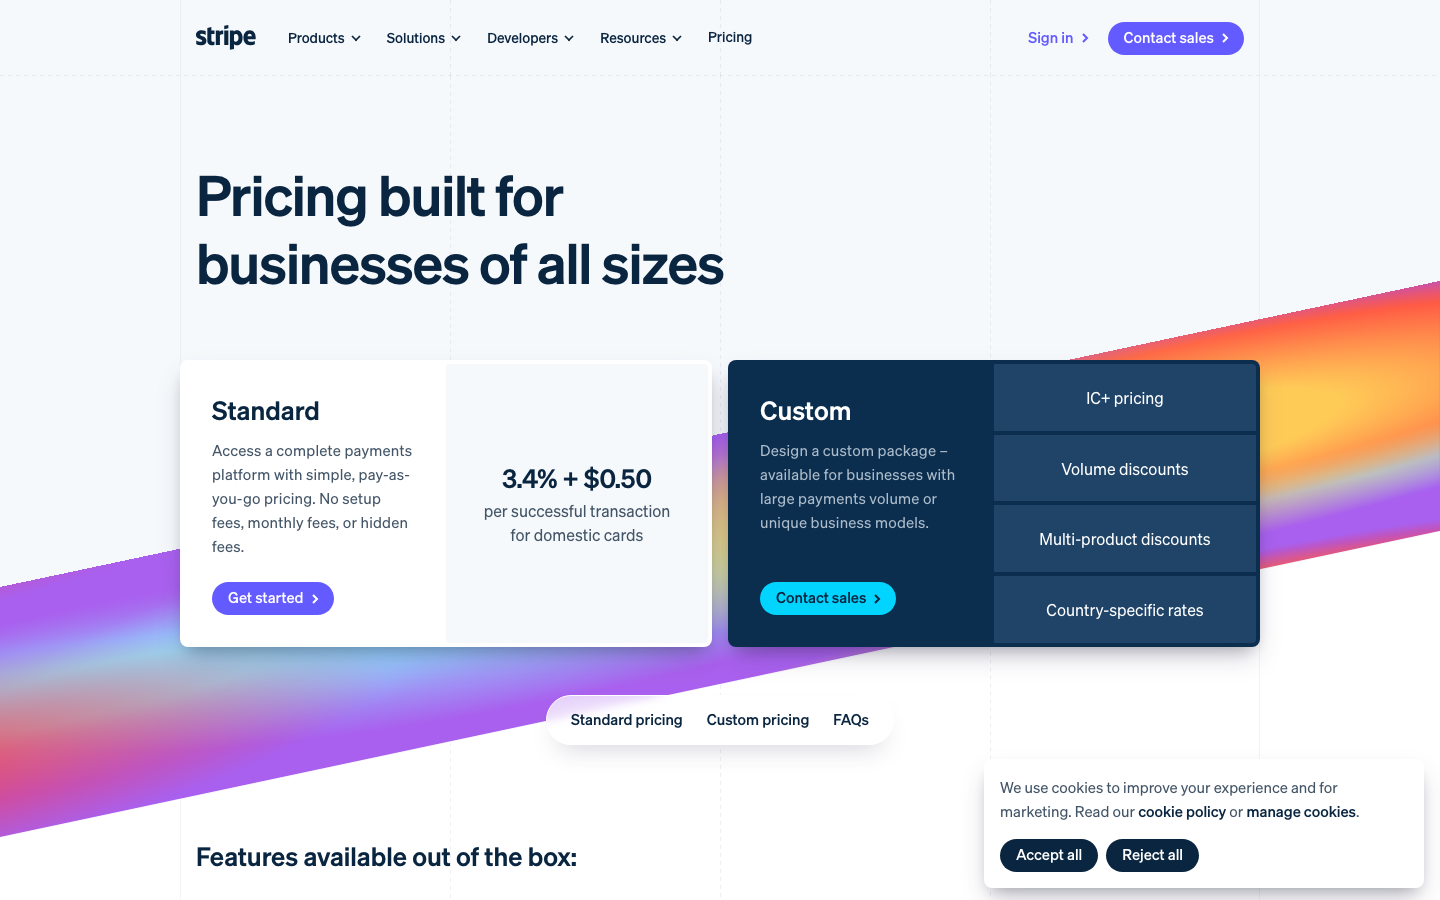 stripe
Products
Solutions
Developers
Resources
Pricing
Sign in
Contact sales
Pricing built for
businesses of all sizes
Standard
Access a complete payments
platform with simple, pay-as-
you-go pricing. No setup
fees, monthly fees, or hidden
fees.
Get started
3.4% + $0.50
per successful transaction
for domestic cards
Custom
Design a custom package –
available for businesses with
large payments volume or
unique business models.
Contact sales
IC+ pricing
Volume discounts
Multi-product discounts
Country-specific rates
Standard pricing
Custom pricing
FAQs
Features available out of the box:
We use cookies to improve your experience and for
marketing. Read our cookie policy or manage cookies.
Accept all
Reject all